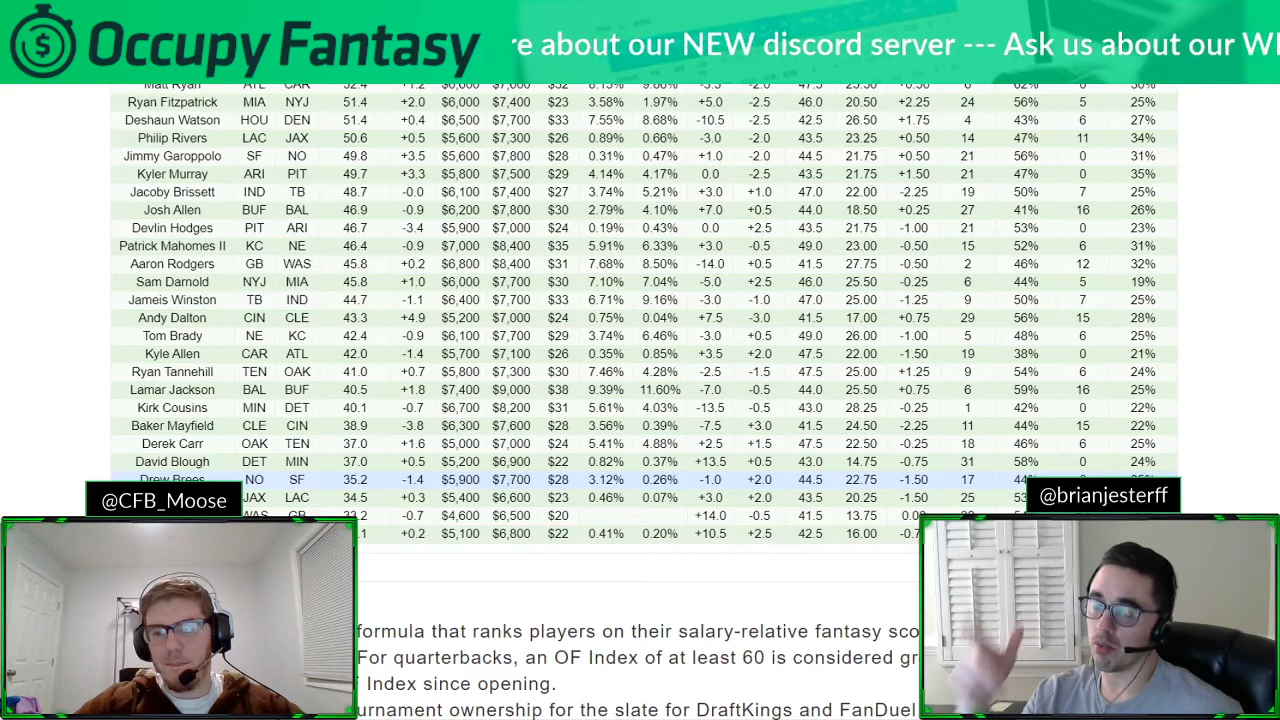 Occupy Fantasy
re about our NEW discord server --- Ask us about our W
Matt Ryan ATL CAR
Ryan Fitzpatrick MIA NYJ 51.4 +2.0 $6,000 $7,400 $23 3.58% 1.97% +5.0 -2.5 46.0 20.50 +2.25 24 56% 5 25%
Deshaun Watson HOU DEN 51.4 +0.4 $6,500 $7,700 $33 7.55% 8.68% -10.5 -2.5 42.5 26.50 +1.75 4 43% 6 27%
Philip Rivers LAC JAX 50.6 +0.5 $5,600 $7,300 $26 0.89% 0.66% -3.0 -2.0 43.5 23.25 +0.50 14 47% 11 34%
Jimmy Garoppolo SF NO 49.8 +3.5 $5,600 $7,800 $28 0.31% 0.47% +1.0 -2.0 44.5 21.75 +0.50 21 56% 0 31%
Kyler Murray ARI PIT 49.7 +3.3 $5,800 $7,500 $29 4.14% 4.17% 0.0 -2.5 43.5 21.75 +1.50 21 47% 0 35%
Jacoby Brissett IND TB 48.7 -0.0 $6,100 $7,400 $27 3.74% 5.21% +3.0 +1.0 47.0 22.00 -2.25 19 50% 7 25%
Josh Allen BUF BAL 46.9 -0.9 $6,200 $7,800 $30 2.79% 4.10% +7.0 +0.5 44.0 18.50 +0.25 27 41% 16 26%
Devlin Hodges PIT ARI 46.7 -3.4 $5,900 $7,000 $24 0.19% 0.43% 0.0 +2.5 43.5 21.75 -1.00 21 53% 0 23%
Patrick Mahomes II KC NE 46.4 -0.9 $7,000 $8,400 $35 5.91% 6.33% +3.0 -0.5 49.0 23.00 -0.50 15 52% 6 31%
Aaron Rodgers GB WAS 45.8 +0.2 $6,800 $8,400 $31 7.68% 8.50% -14.0 +0.5 41.5 27.75 -0.50 2 46% 12 32%
Sam Darnold NYJ MIA 45.8 +1.0 $6,000 $7,700 $30 7.10% 7.04% -5.0 +2.5 46.0 25.50 -0.25 6 44% 5 19%
Jameis Winston TB IND 44.7 -1.1 $6,400 $7,700 $33 6.71% 9.16% -3.0 -1.0 47.0 25.00 -1.25 9 50% 7 25%
Andy Dalton CIN CLE 43.3 +4.9 $5,200 $7,000 $24 0.75% 0.04% +7.5 -3.0 41.5 17.00 +0.75 29 56% 15 28%
Tom Brady NE KC 42.4 -0.9 $6,100 $7,700 $29 3.74% 6.46% -3.0 +0.5 49.0 26.00 -1.00 5 48% 6 25%
Kyle Allen CAR ATL 42.0 -1.4 $5,700 $7,100 $26 0.35% 0.85% +3.5 +2.0 47.5 22.00 -1.50 19 38% 0 21%
Ryan Tannehill TEN OAK 41.0 +0.7 $5,800 $7,300 $30 7.46% 4.28% -2.5 -1.5 47.5 25.00 +1.25 9 54% 6 24%
Lamar Jackson BAL BUF 40.5 +1.8 $7,400 $9,000 $38 9.39% 11.60% -7.0 -0.5 44.0 25.50 +0.75 6 59% 16 25%
Kirk Cousins MIN DET 40.1 -0.7 $6,700 $8,200 $31 5.61% 4.03% -13.5 -0.5 43.0 28.25 -0.25 1 42% 0 22%
Baker Mayfield CLE CIN 38.9 -3.8 $6,300 $7,600 $28 3.56% 0.39% -7.5 +3.0 41.5 24.50 -2.25 11 44% 15 22%
Derek Carr OAK TEN 37.0 +1.6 $5,000 $7,000 $24 5.41% 4.88% +2.5 +1.5 47.5 22.50 -0.25 18 46% 6 25%
David Blough DET MIN 37.0 +0.5 $5,200 $6,900 $22 0.82% 0.37% +13.5 +0.5 43.0 14.75 -0.75 31 58% 0 24%
Drew Brees NO SF 35.2 -1.4 $5,900 $7,700 $28 3.12% 0.26% -1.0 +2.0 44.5 22.75 -1.50 17
JAX LAC 34.5 +0.3 $5,400 $6,600 $23 0.46% 0.07% +3.0 +2.0 43.5 20.25 -1.50 25
WAS GB -0.7 $4,600 $6,500 $20 +14.0 -0.5 41.5 13.75
+0.2 $5,100 $6,800 $22 0.41% 0.20% +10.5 +2.5 42.5 16.00
@CFB_Moose
@brianjesterff
formula that ranks players on their salary-relative fantasy sco
For quarterbacks, an OF Index of at least 60 is considered gr
Index since opening.
urnament ownership for the slate for DraftKings and FanDuel